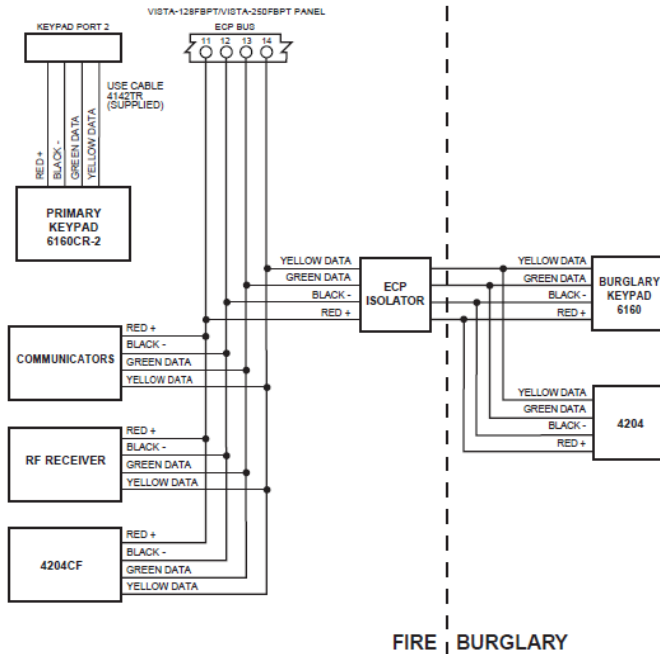 VISTA-128FBPT/VISTA-250FBPT PANEL
KEYPAD PORT 2
ECP BUS
11 12 13 14
USE CABLE
4142TR
(SUPPLIED)
RED +
BLACK -
GREEN DATA
YELLOW DATA
PRIMARY
KEYPAD
6160CR-2
YELLOW DATA
GREEN DATA
BLACK -
RED +
ECP
ISOLATOR
YELLOW DATA
GREEN DATA
BLACK -
RED +
BURGLARY
KEYPAD
6160
COMMUNICATORS
RED +
BLACK -
GREEN DATA
YELLOW DATA
YELLOW DATA
GREEN DATA
BLACK -
RED +
4204
RF RECEIVER
RED +
BLACK -
GREEN DATA
YELLOW DATA
4204CF
RED +
BLACK -
GREEN DATA
YELLOW DATA
FIRE
BURGLARY